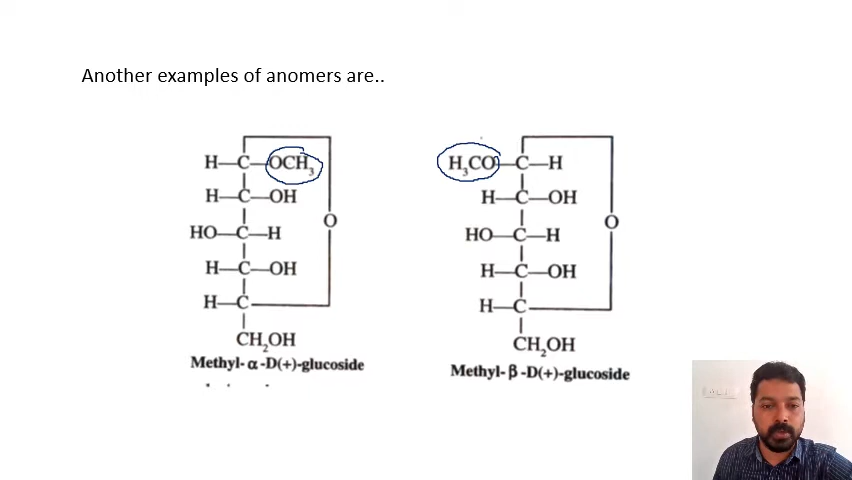 Another examples of anomers are..
H—C—OCH₃
H—C—OH
HO—C—H
O
H—C—OH
H—C
CH₂OH
Methyl-α-D(+)-glucoside
H₃CO—C—H
H—C—OH
HO—C—H
O
H—C—OH
H—C
CH₂OH
Methyl-β-D(+)-glucoside